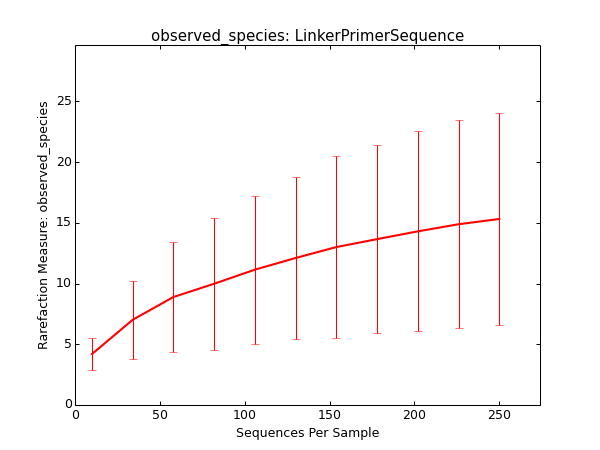 observed_species: LinkerPrimerSequence
Rarefaction Measure: observed_species
25
20
15
10
5
0
0 50 100 150 200 250
Sequences Per Sample